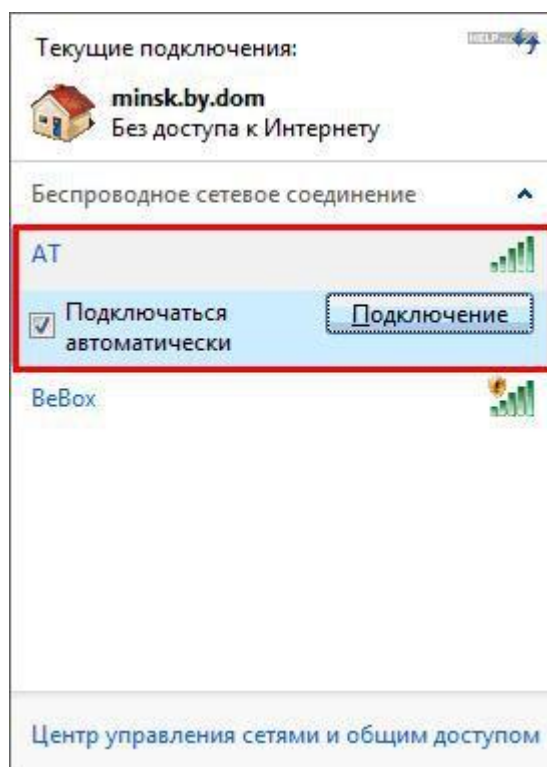 Текущие подключения:
minsk.by.dom
Без доступа к Интернету
Беспроводное сетевое соединение
AT
Подключаться
автоматически
Подключение
BeBox
Центр управления сетями и общим доступом